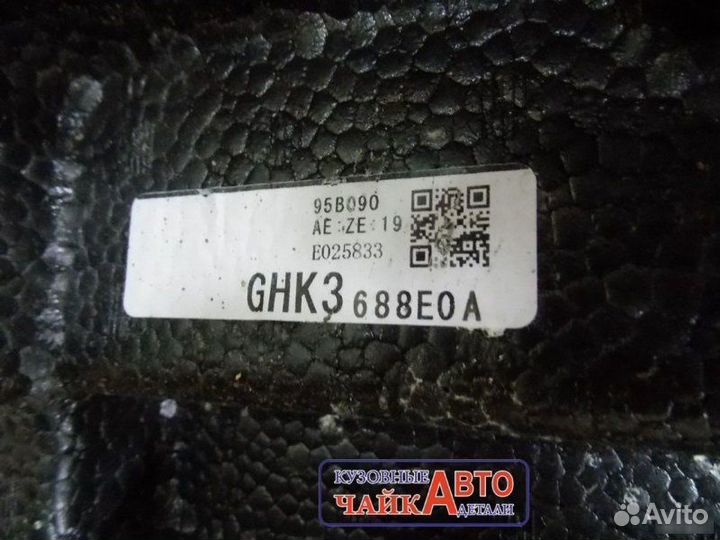 95B090
AE:ZE:19
E025833
GHK3 688E0A
КУЗОВНЫЕ АВТО
ЧАЙКА ДЕТАЛИ
Avito